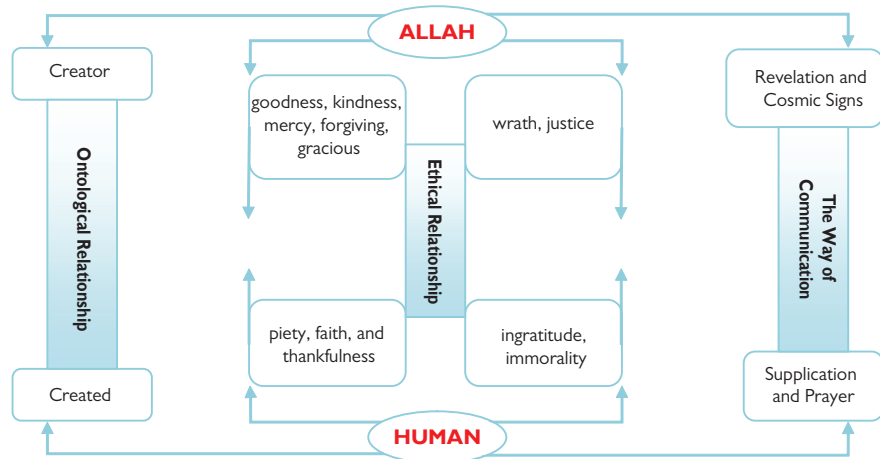 ALLAH
Creator
goodness, kindness,
mercy, forgiving,
gracious
wrath, justice
Revelation and
Cosmic Signs
Ontological Relationship
Ethical Relationship
The Way of
Communication
piety, faith, and
thankfulness
ingratitude,
immorality
Created
Supplication
and Prayer
HUMAN